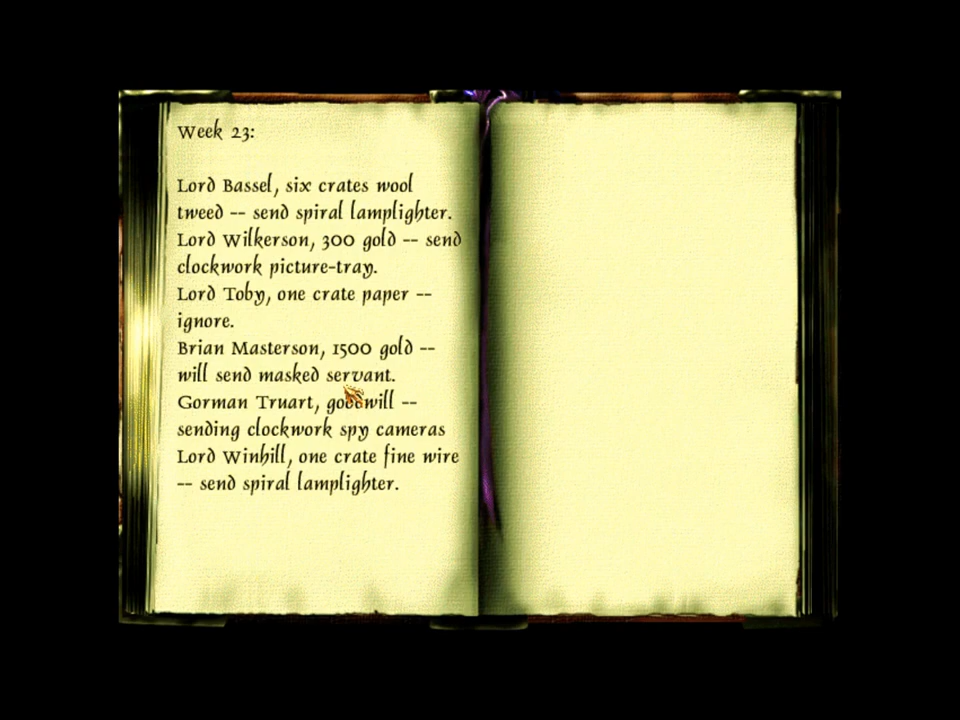 Week 23:
Lord Bassel, six crates wool
tweed -- send spiral lamplighter.
Lord Wilkerson, 300 gold -- send
clockwork picture-tray.
Lord Toby, one crate paper --
ignore.
Brian Masterson, 1500 gold --
will send masked servant.
Gorman Truart, goodwill --
sending clockwork spy cameras
Lord Winhill, one crate fine wire
-- send spiral lamplighter.